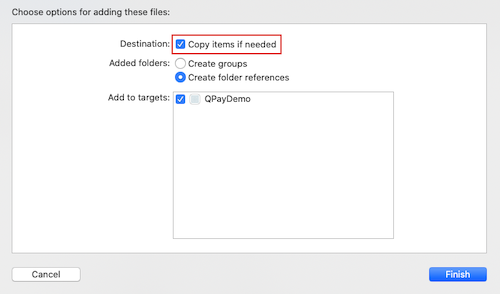 Choose options for adding these files:
Destination: Copy items if needed
Added folders: Create groups
Create folder references
Add to targets: QPayDemo
Cancel Finish